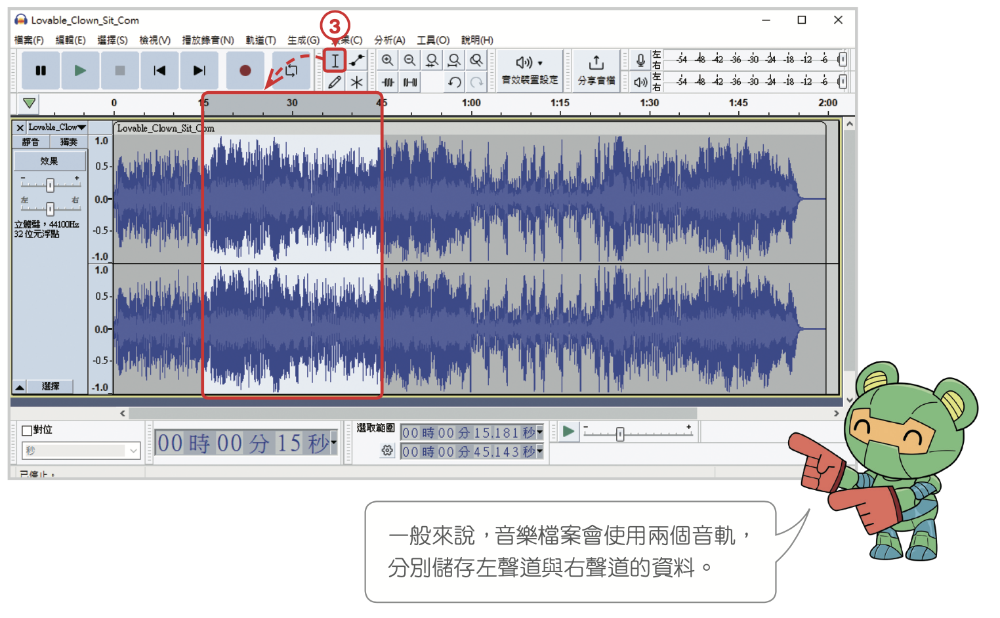 Lovable_Clown_Sit_Com
3
檔案(F) 編輯(E) 選擇(S) 檢視(V) 播放錄音(N) 軌道(T) 生成(G) 果(C) 分析(A) 工具(O) 說明(H)
音效裝置設定
分享音檔
左
右
-54 -48 -42 -36 -30 -24 -18 -12 -6 0
左
右
-54 -48 -42 -36 -30 -24 -18 -12 -6 0
0 15 30 45 1:00 1:15 1:30 1:45 2:00
Lovable_Clow
Lovable_Clown_Sit_Com
靜音 獨奏
效果
- +
左 右
立體聲，44100Hz
32 位元浮點
選擇
1.0
0.5
0.0
-0.5
-1.0
1.0
0.5
0.0
-0.5
-1.0
對位
秒
00 時 00 分 15 秒
選取範圍
00 時 00 分 15.181 秒
00 時 00 分 45.143 秒
- +
已停止。
一般來說，音樂檔案會使用兩個音軌，
分別儲存左聲道與右聲道的資料。